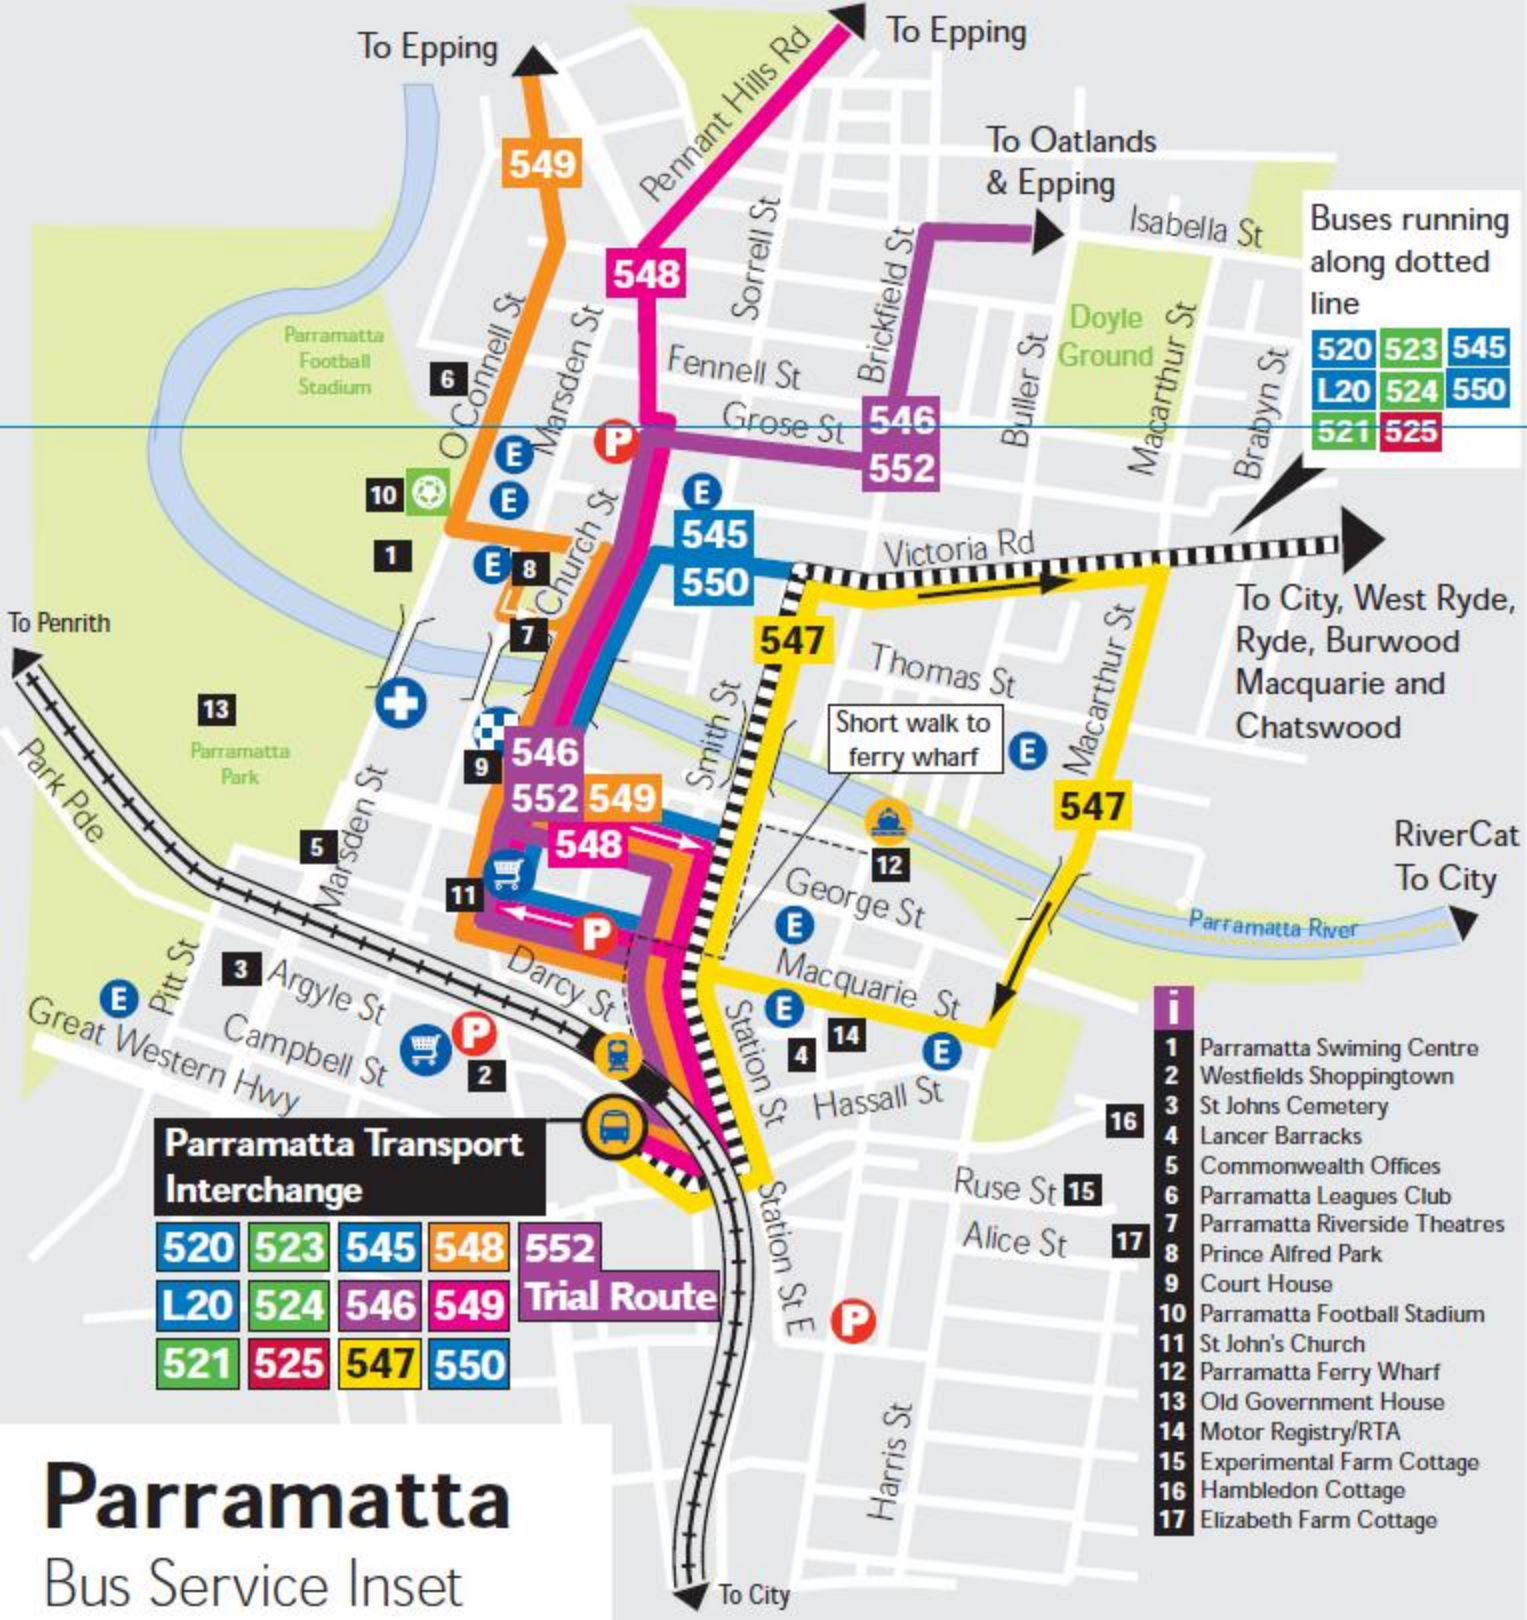 To Epping
To Epping
Pennant Hills Rd
549
To Oatlands
& Epping
Isabella St
Buses running
along dotted
line
520 523 545
L20 524 550
521 525
548
Sorrell St
Brickfield St
Doyle
Ground
Macarthur St
Buller St
Brabyn St
Parramatta
Football
Stadium
O'Connell St
Marsden St
Fennell St
6
Grose St
546
552
P
E
E
E
10
1
E
8
Church St
545
550
Victoria Rd
7
To City, West Ryde,
Ryde, Burwood
Macquarie and
Chatswood
To Penrith
547
Thomas St
Macarthur St
13
Parramatta
Park
Park Pde
Smith St
Short walk to
ferry wharf
E
9
546
552 549
548
547
Marsden St
5
12
RiverCat
To City
11
George St
E
Parramatta River
P
Pitt St
3
Argyle St
Darcy St
Macquarie St
E
Great Western Hwy
Campbell St
P
2
Station St
E
4
14
E
Hassall St
16
Parramatta Transport
Interchange
520 523 545 548 552
L20 524 546 549 Trial Route
521 525 547 550
Ruse St 15
Alice St 17
Station St E
P
Harris St
To City
i
1 Parramatta Swiming Centre
2 Westfields Shoppingtown
3 St Johns Cemetery
4 Lancer Barracks
5 Commonwealth Offices
6 Parramatta Leagues Club
7 Parramatta Riverside Theatres
8 Prince Alfred Park
9 Court House
10 Parramatta Football Stadium
11 St John's Church
12 Parramatta Ferry Wharf
13 Old Government House
14 Motor Registry/RTA
15 Experimental Farm Cottage
16 Hambledon Cottage
17 Elizabeth Farm Cottage
Parramatta
Bus Service Inset